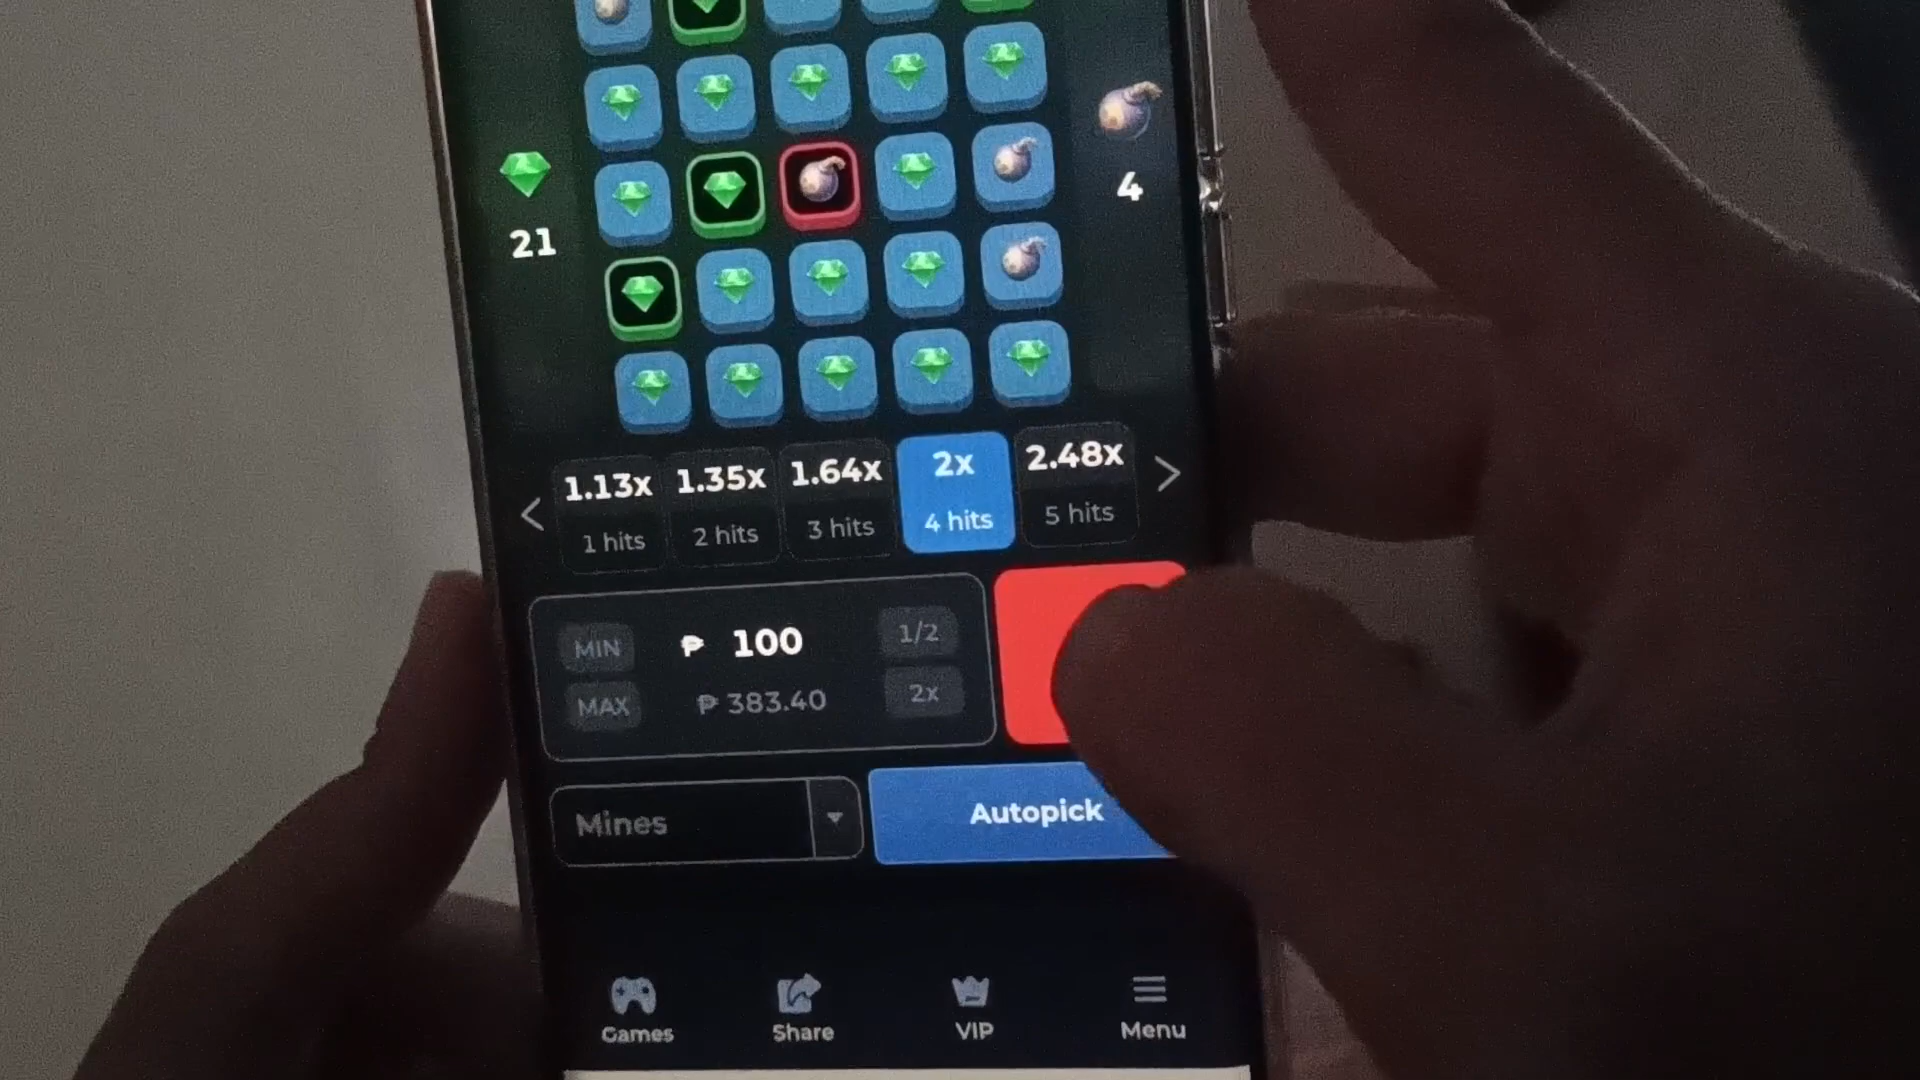 21
4
1.13x 1.35x 1.64x 2x 2.48x
1 hits 2 hits 3 hits 4 hits 5 hits
MIN ₱ 100 1/2
MAX ₱ 383.40 2x
Mines
Autopick
Games Share VIP Menu